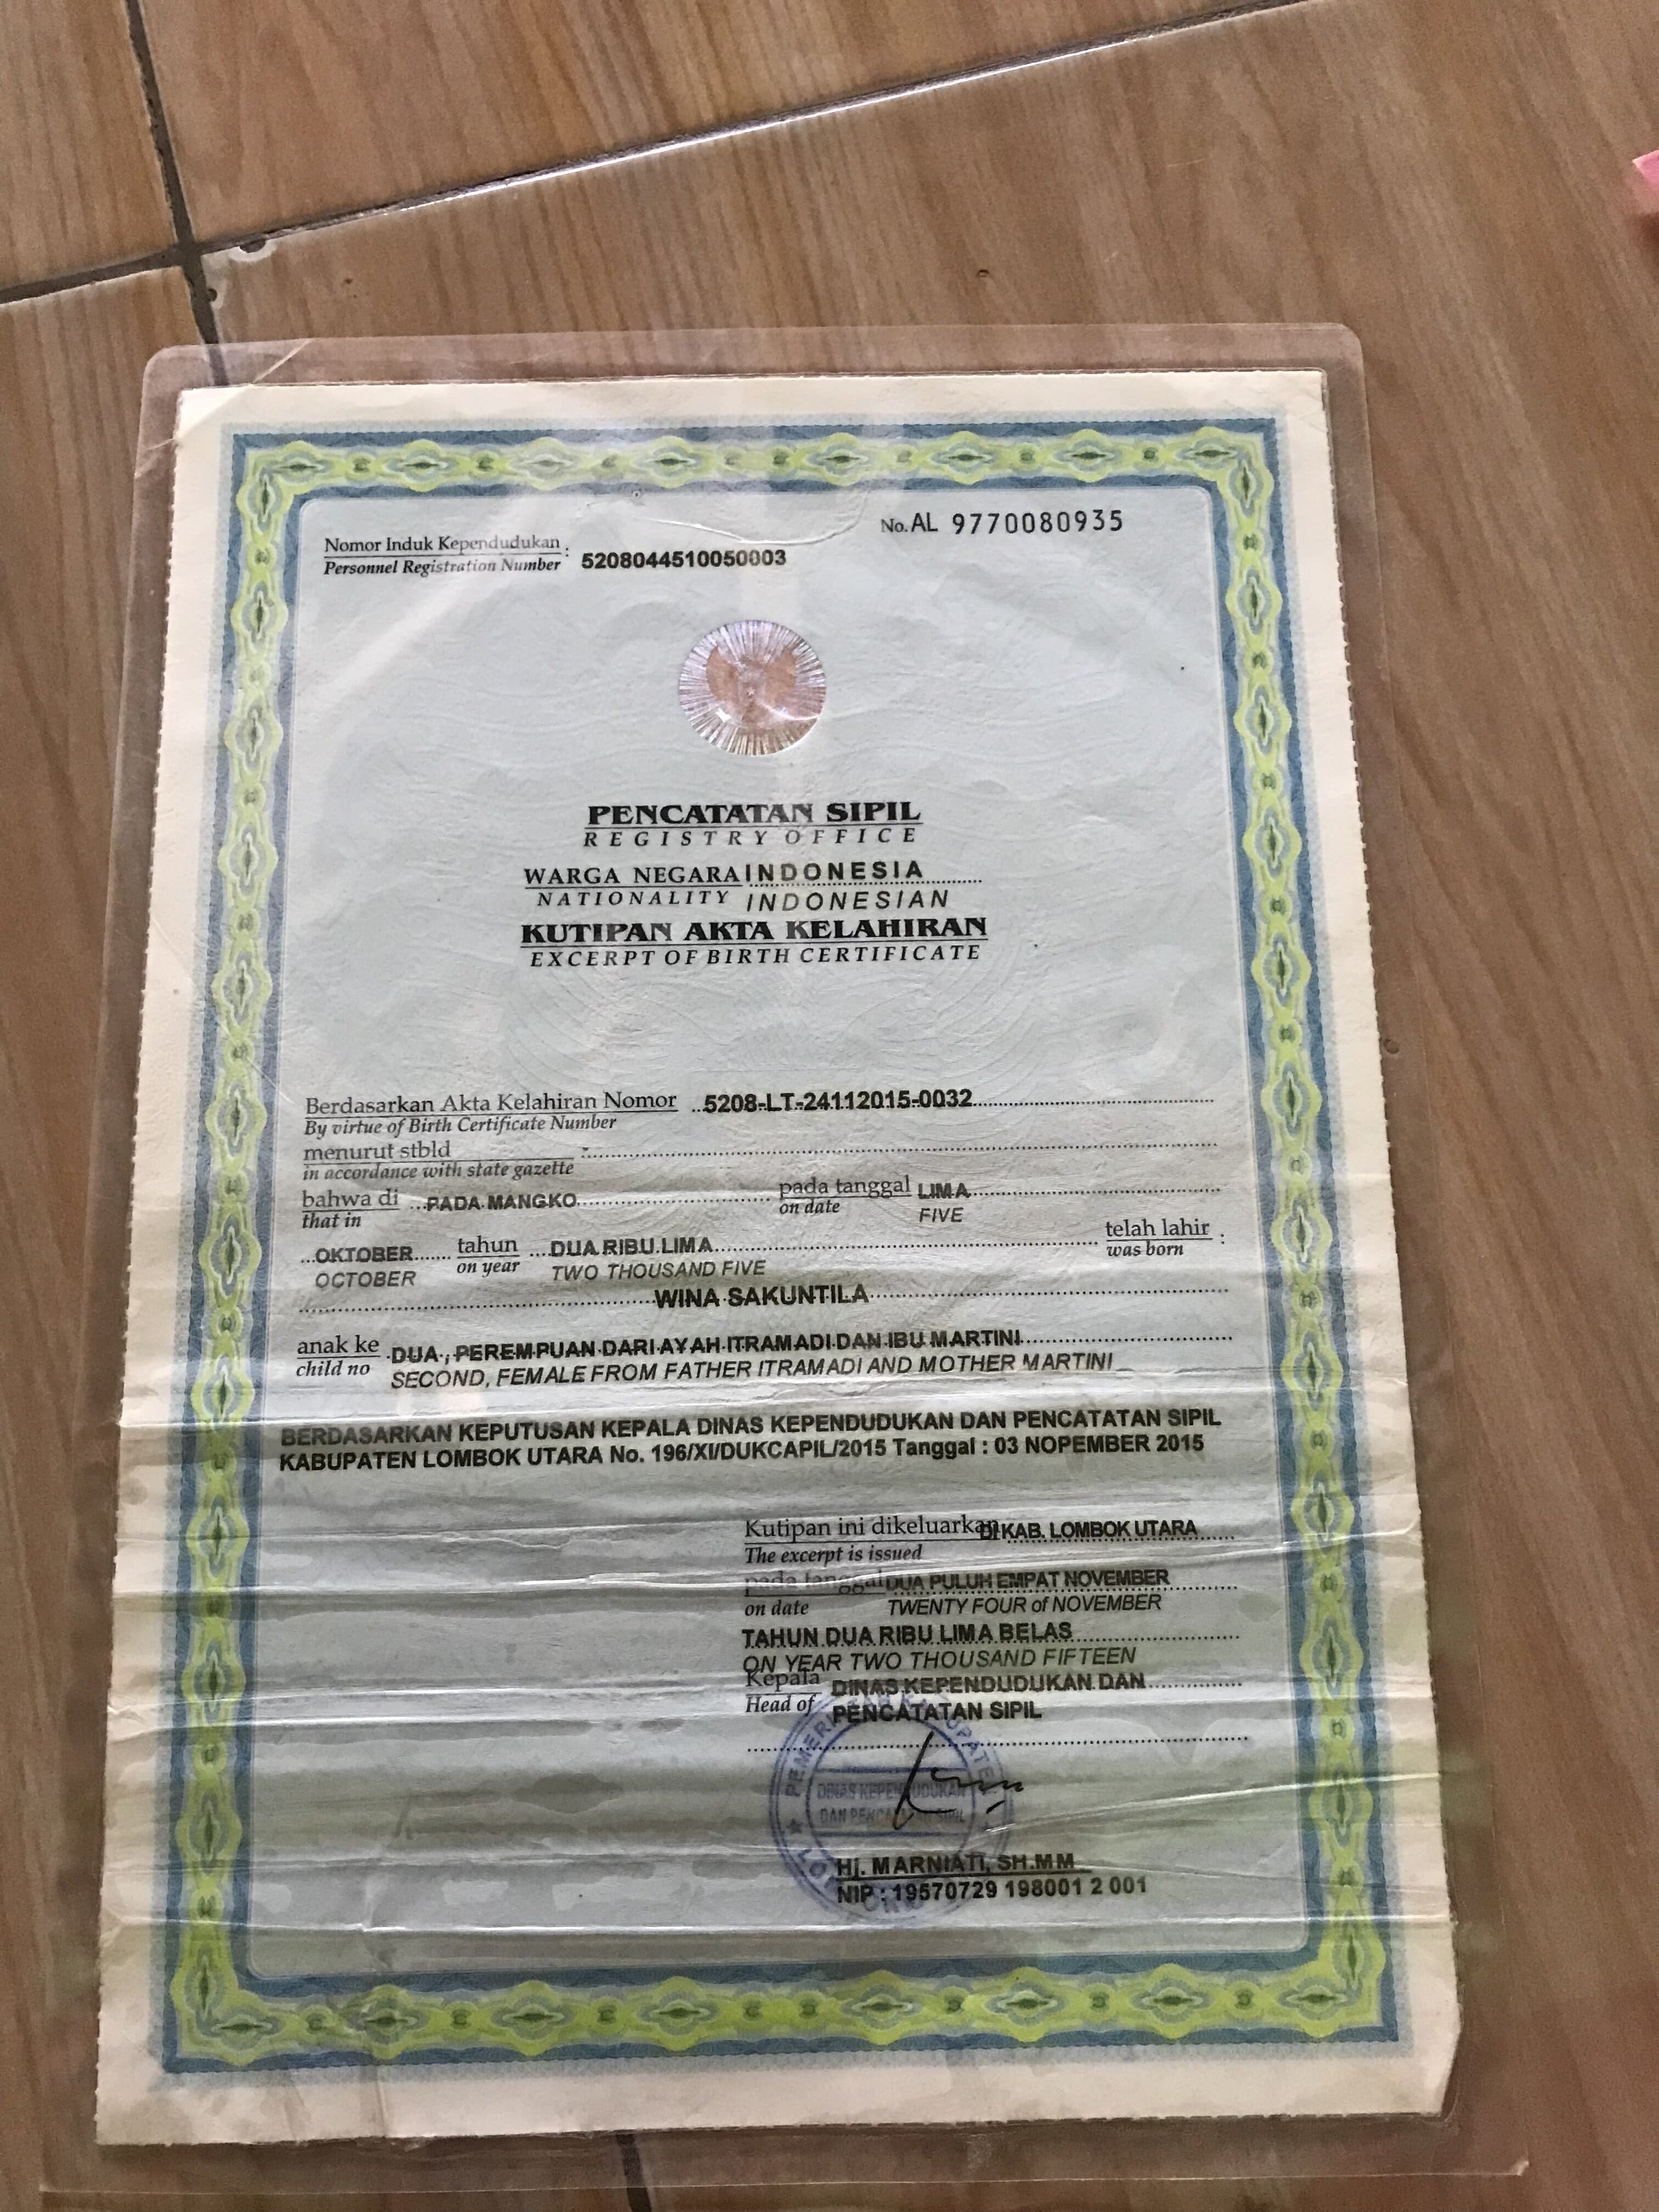 No. AL 9770080935
Nomor Induk Kependudukan : 5208044510050003
Personnel Registration Number
PENCATATAN SIPIL
REGISTRY OFFICE
WARGA NEGARA INDONESIA
NATIONALITY INDONESIAN
KUTIPAN AKTA KELAHIRAN
EXCERPT OF BIRTH CERTIFICATE
Berdasarkan Akta Kelahiran Nomor 5208-LT-24112015-0032
By virtue of Birth Certificate Number
menurut stbld :
in accordance with state gazette
bahwa di PADA MANGKO pada tanggal LIMA
that in on date FIVE
OKTOBER tahun DUA RIBU LIMA telah lahir :
OCTOBER on year TWO THOUSAND FIVE was born
WINA SAKUNTILA
anak ke DUA, PEREMPUAN DARI AYAH ITRAMADI DAN IBU MARTINI
child no SECOND, FEMALE FROM FATHER ITRAMADI AND MOTHER MARTINI
BERDASARKAN KEPUTUSAN KEPALA DINAS KEPENDUDUKAN DAN PENCATATAN SIPIL
KABUPATEN LOMBOK UTARA No. 196/XI/DUKCAPIL/2015 Tanggal : 03 NOPEMBER 2015
Kutipan ini dikeluarkan DI KAB. LOMBOK UTARA
The excerpt is issued
pada tanggal DUA PULUH EMPAT NOVEMBER
on date TWENTY FOUR of NOVEMBER
TAHUN DUA RIBU LIMA BELAS
ON YEAR TWO THOUSAND FIFTEEN
Kepala DINAS KEPENDUDUKAN DAN
Head of PENCATATAN SIPIL
DINAS KEPENDUDUKAN
DAN PENCATATAN SIPIL
Hj. MARNIATI, SH.MM
NIP : 19570729 198001 2 001